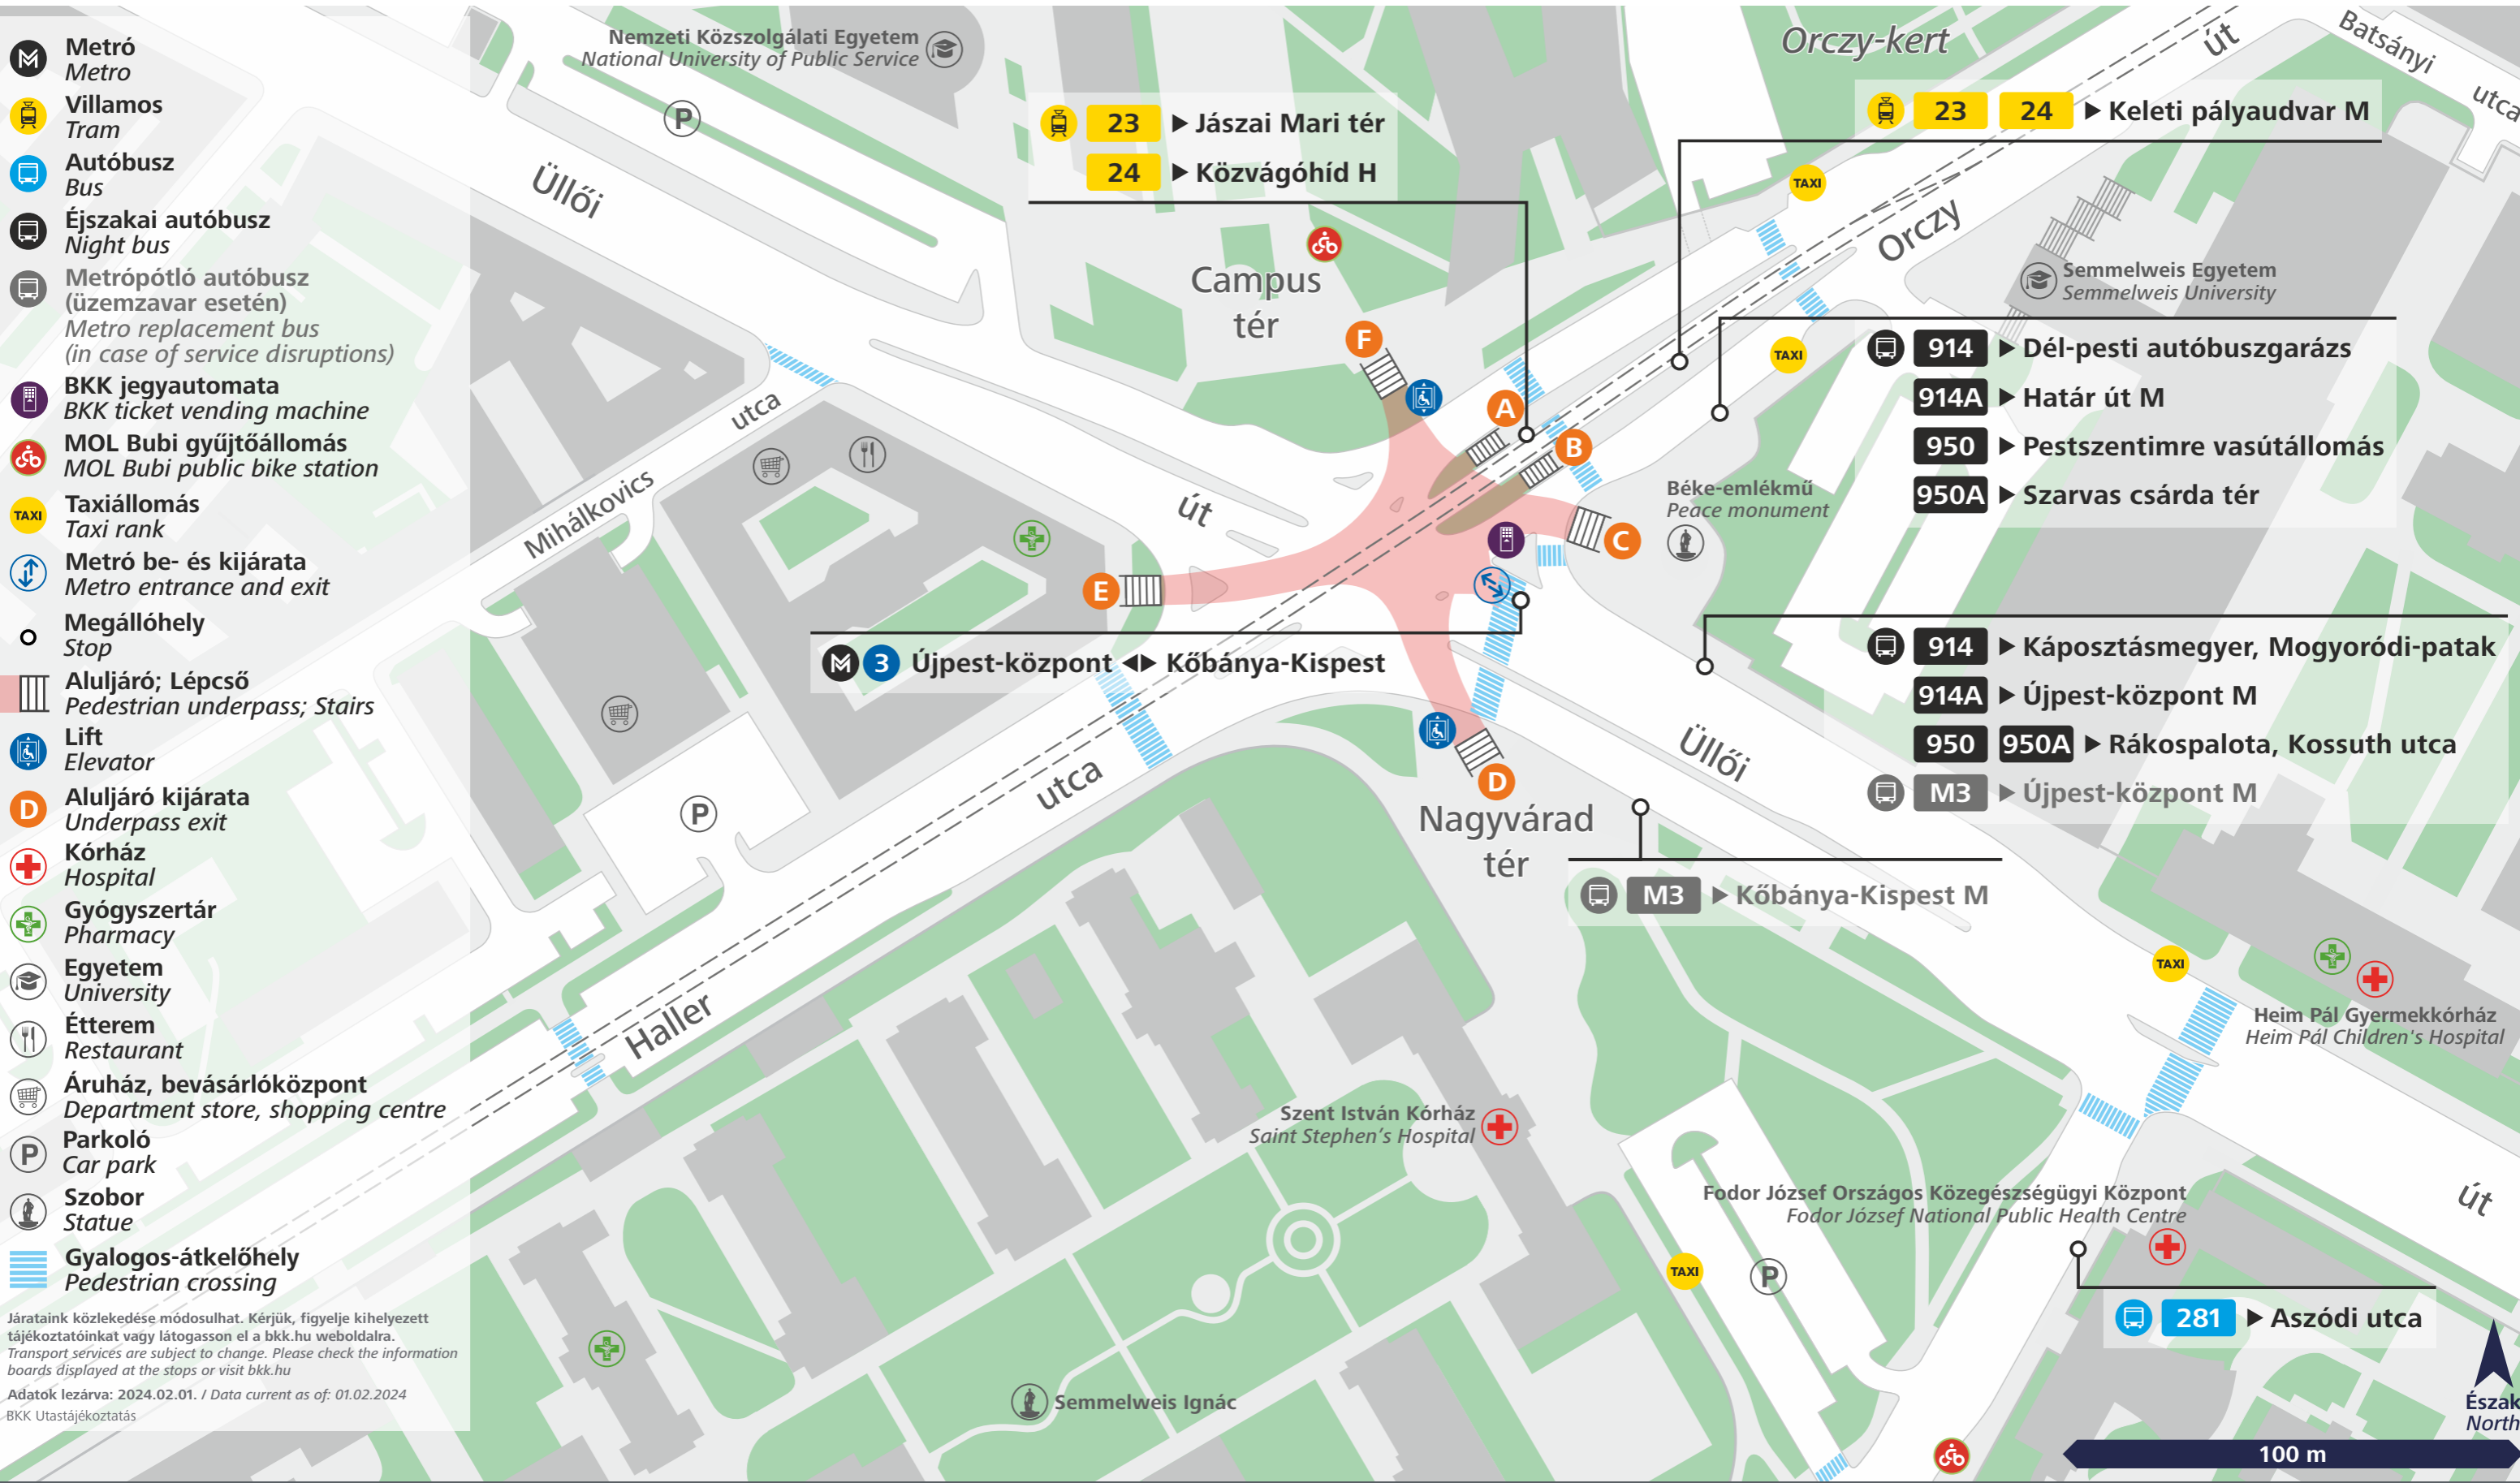 Metró
Metro
Villamos
Tram
Autóbusz
Bus
Éjszakai autóbusz
Night bus
Metrópótló autóbusz
(üzemzavar esetén)
Metro replacement bus
(in case of service disruptions)
BKK jegyautomata
BKK ticket vending machine
MOL Bubi gyűjtőállomás
MOL Bubi public bike station
TAXI
Taxiállomás
Taxi rank
Metró be- és kijárata
Metro entrance and exit
Megállóhely
Stop
Aluljáró; Lépcső
Pedestrian underpass; Stairs
Lift
Elevator
D
Aluljáró kijárata
Underpass exit
Kórház
Hospital
Gyógyszertár
Pharmacy
Egyetem
University
Étterem
Restaurant
Áruház, bevásárlóközpont
Department store, shopping centre
P
Parkoló
Car park
Szobor
Statue
Gyalogos-átkelőhely
Pedestrian crossing
Járataink közlekedése módosulhat. Kérjük, figyelje kihelyezett
tájékoztatóinkat vagy látogasson el a bkk.hu weboldalra.
Transport services are subject to change. Please check the information
boards displayed at the stops or visit bkk.hu
Adatok lezárva: 2024.02.01. / Data current as of: 01.02.2024
BKK Utastájékoztatás
Nemzeti Közszolgálati Egyetem
National University of Public Service
P
Üllői
út
23 Jászai Mari tér
24 Közvágóhíd H
Orczy-kert
út
Batsányi
utca
23 24 Keleti pályaudvar M
TAXI
Orczy
Campus
tér
Semmelweis Egyetem
Semmelweis University
TAXI
914 Dél-pesti autóbuszgarázs
914A Határ út M
950 Pestszentimre vasútállomás
950A Szarvas csárda tér
F
A
B
C
E
D
Béke-emlékmű
Peace monument
Mihálkovics
utca
M 3 Újpest-központ Kőbánya-Kispest
914 Káposztásmegyer, Mogyoródi-patak
914A Újpest-központ M
950 950A Rákospalota, Kossuth utca
M3 Újpest-központ M
Üllői
Nagyvárad
tér
M3 Kőbánya-Kispest M
P
utca
Haller
TAXI
Heim Pál Gyermekkórház
Heim Pál Children's Hospital
Szent István Kórház
Saint Stephen's Hospital
Fodor József Országos Közegészségügyi Központ
Fodor József National Public Health Centre
út
TAXI
P
281 Aszódi utca
Semmelweis Ignác
Észak
North
100 m